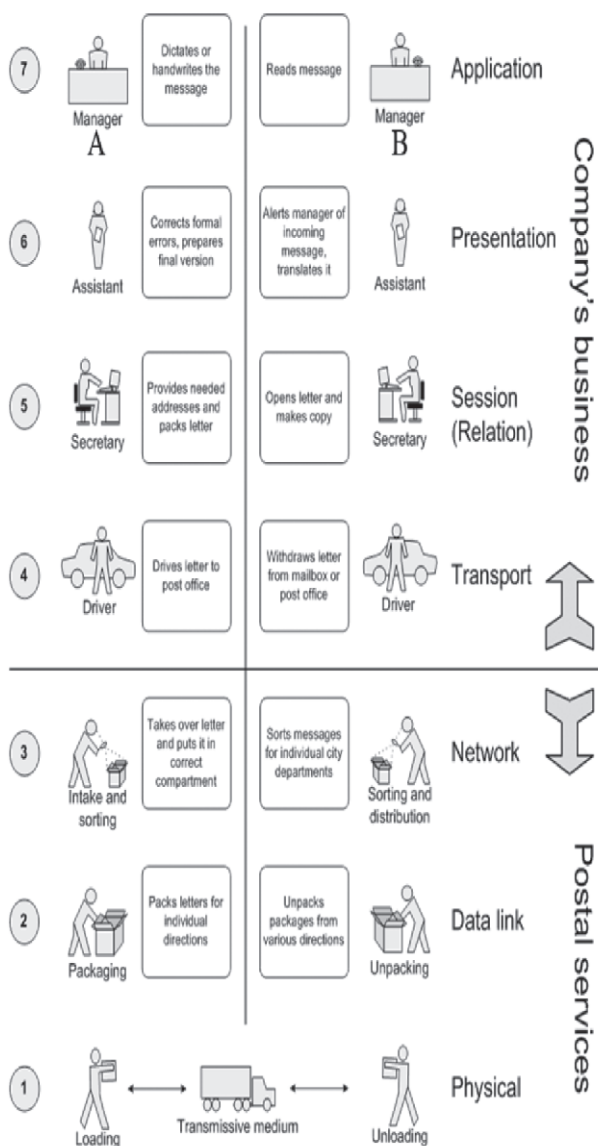 7
Manager
A
Dictates or
handwrites the
message
Reads message
Manager
B
Application
6
Assistant
Corrects formal
errors, prepares
final version
Alerts manager of
incoming
message,
translates it
Assistant
Presentation
5
Secretary
Provides needed
addresses and
packs letter
Opens letter and
makes copy
Secretary
Session
(Relation)
4
Driver
Drives letter to
post office
Withdraws letter
from mailbox or
post office
Driver
Transport
Company's business
3
Intake and
sorting
Takes over letter
and puts it in
correct
compartment
Sorts messages
for individual city
departments
Sorting and
distribution
Network
2
Packaging
Packs letters for
individual
directions
Unpacks
packages from
various directions
Unpacking
Data link
1
Loading
Transmissive medium
Unloading
Physical
Postal services